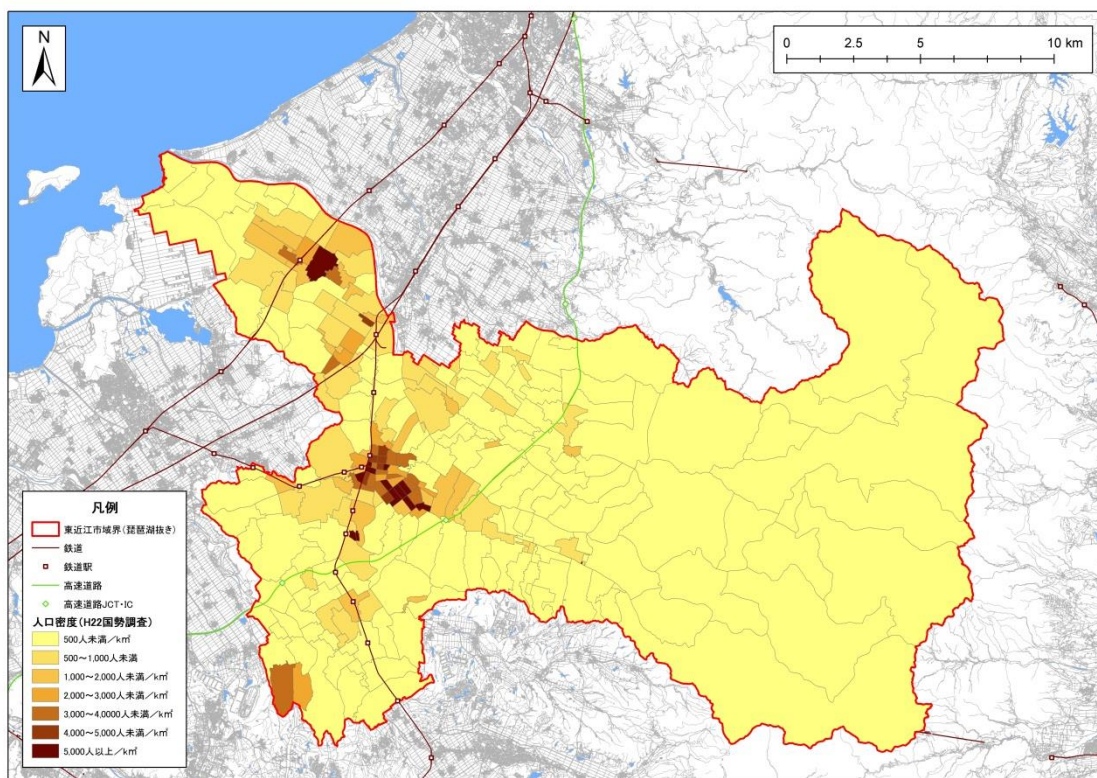 N
0 2.5 5 10 km
凡例
東近江市域界(琵琶湖抜き)
鉄道
鉄道駅
高速道路
高速道路JCT・IC
人口密度(H22国勢調査)
500人未満/k㎡
500~1,000人未満
1,000~2,000人未満/k㎡
2,000~3,000人未満/k㎡
3,000~4,0000人未満/k㎡
4,000~5,000人未満/k㎡
5,000人以上/k㎡